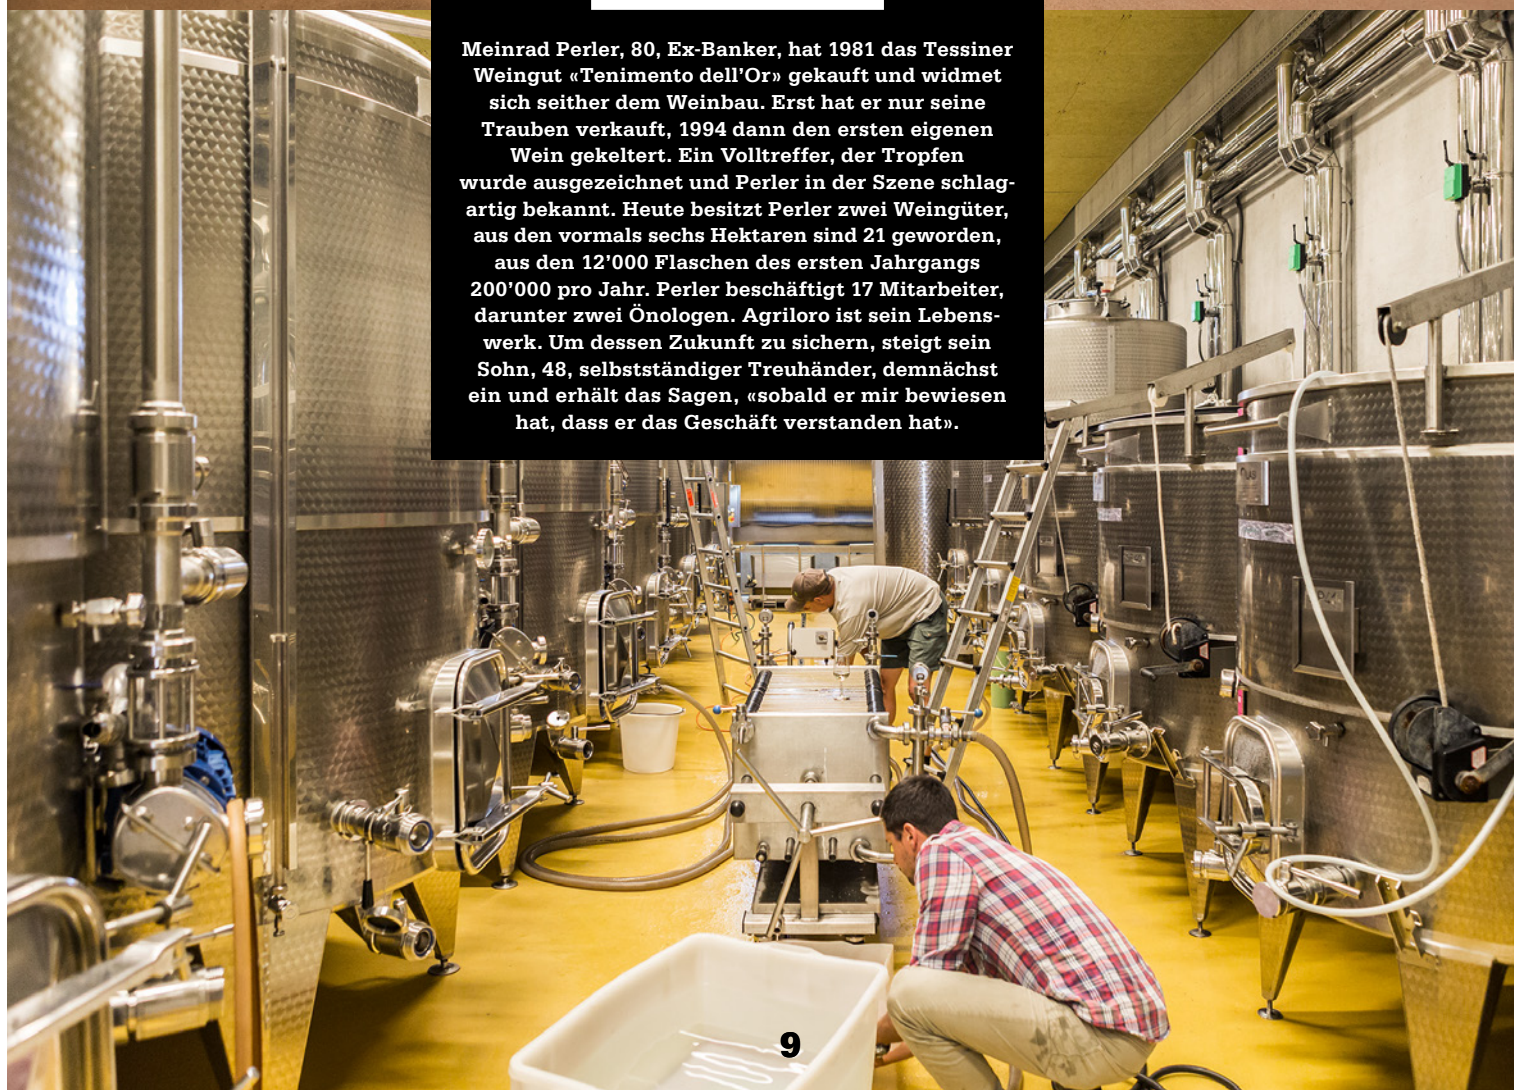 Meinrad Perler, 80, Ex-Banker, hat 1981 das Tessiner
Weingut «Tenimento dell’Or» gekauft und widmet
sich seither dem Weinbau. Erst hat er nur seine
Trauben verkauft, 1994 dann den ersten eigenen
Wein gekeltert. Ein Volltreffer, der Tropfen
wurde ausgezeichnet und Perler in der Szene schlag-
artig bekannt. Heute besitzt Perler zwei Weingüter,
aus den vormals sechs Hektaren sind 21 geworden,
aus den 12’000 Flaschen des ersten Jahrgangs
200’000 pro Jahr. Perler beschäftigt 17 Mitarbeiter,
darunter zwei Önologen. Agriloro ist sein Lebens-
werk. Um dessen Zukunft zu sichern, steigt sein
Sohn, 48, selbstständiger Treuhänder, demnächst
ein und erhält das Sagen, «sobald er mir bewiesen
hat, dass er das Geschäft verstanden hat».
9